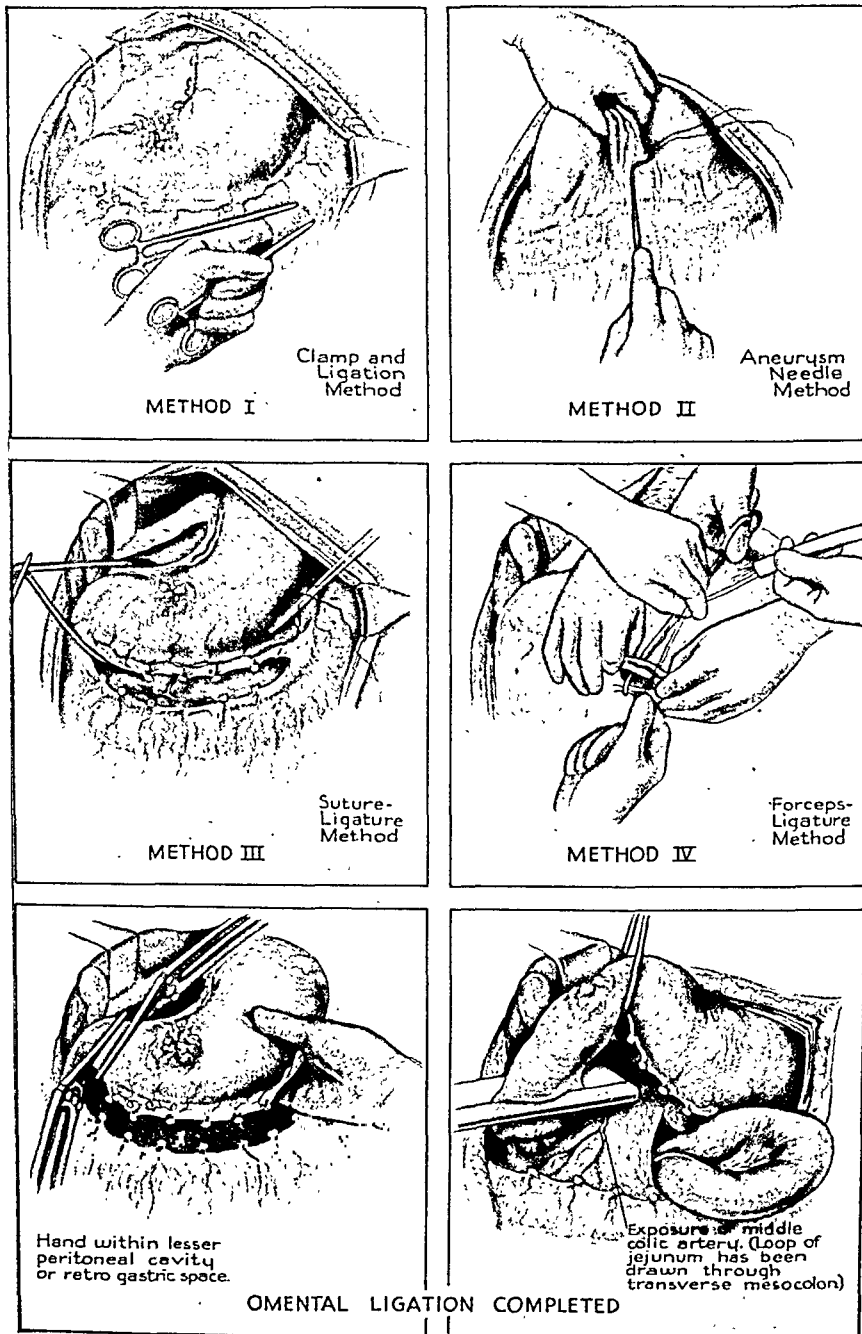 Clamp and
Ligation
Method
METHOD I
Aneurysm
Needle
Method
METHOD II
Suture-
Ligature
Method
METHOD III
Forceps-
Ligature
Method
METHOD IV
Hand within lesser
peritoneal cavity
or retro gastric space.
Exposure of middle
colic artery. (Loop of
jejunum has been
drawn through
transverse mesocolon)
OMENTAL LIGATION COMPLETED